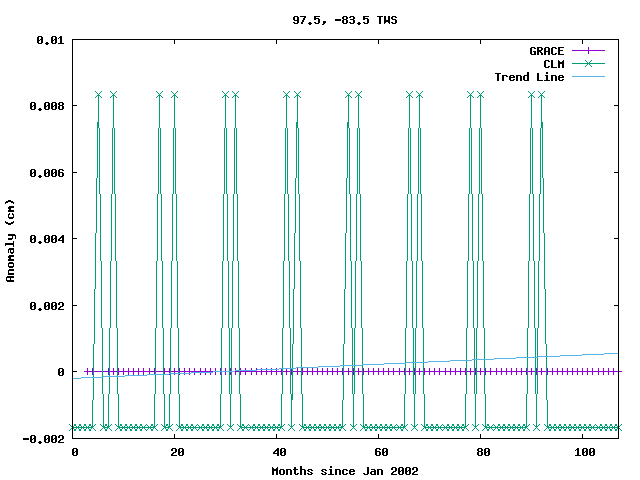 97.5, -83.5 TWS
GRACE
CLM
Trend Line
0.01
0.008
0.006
0.004
0.002
0
-0.002
Anomaly (cm)
0 20 40 60 80 100
Months since Jan 2002